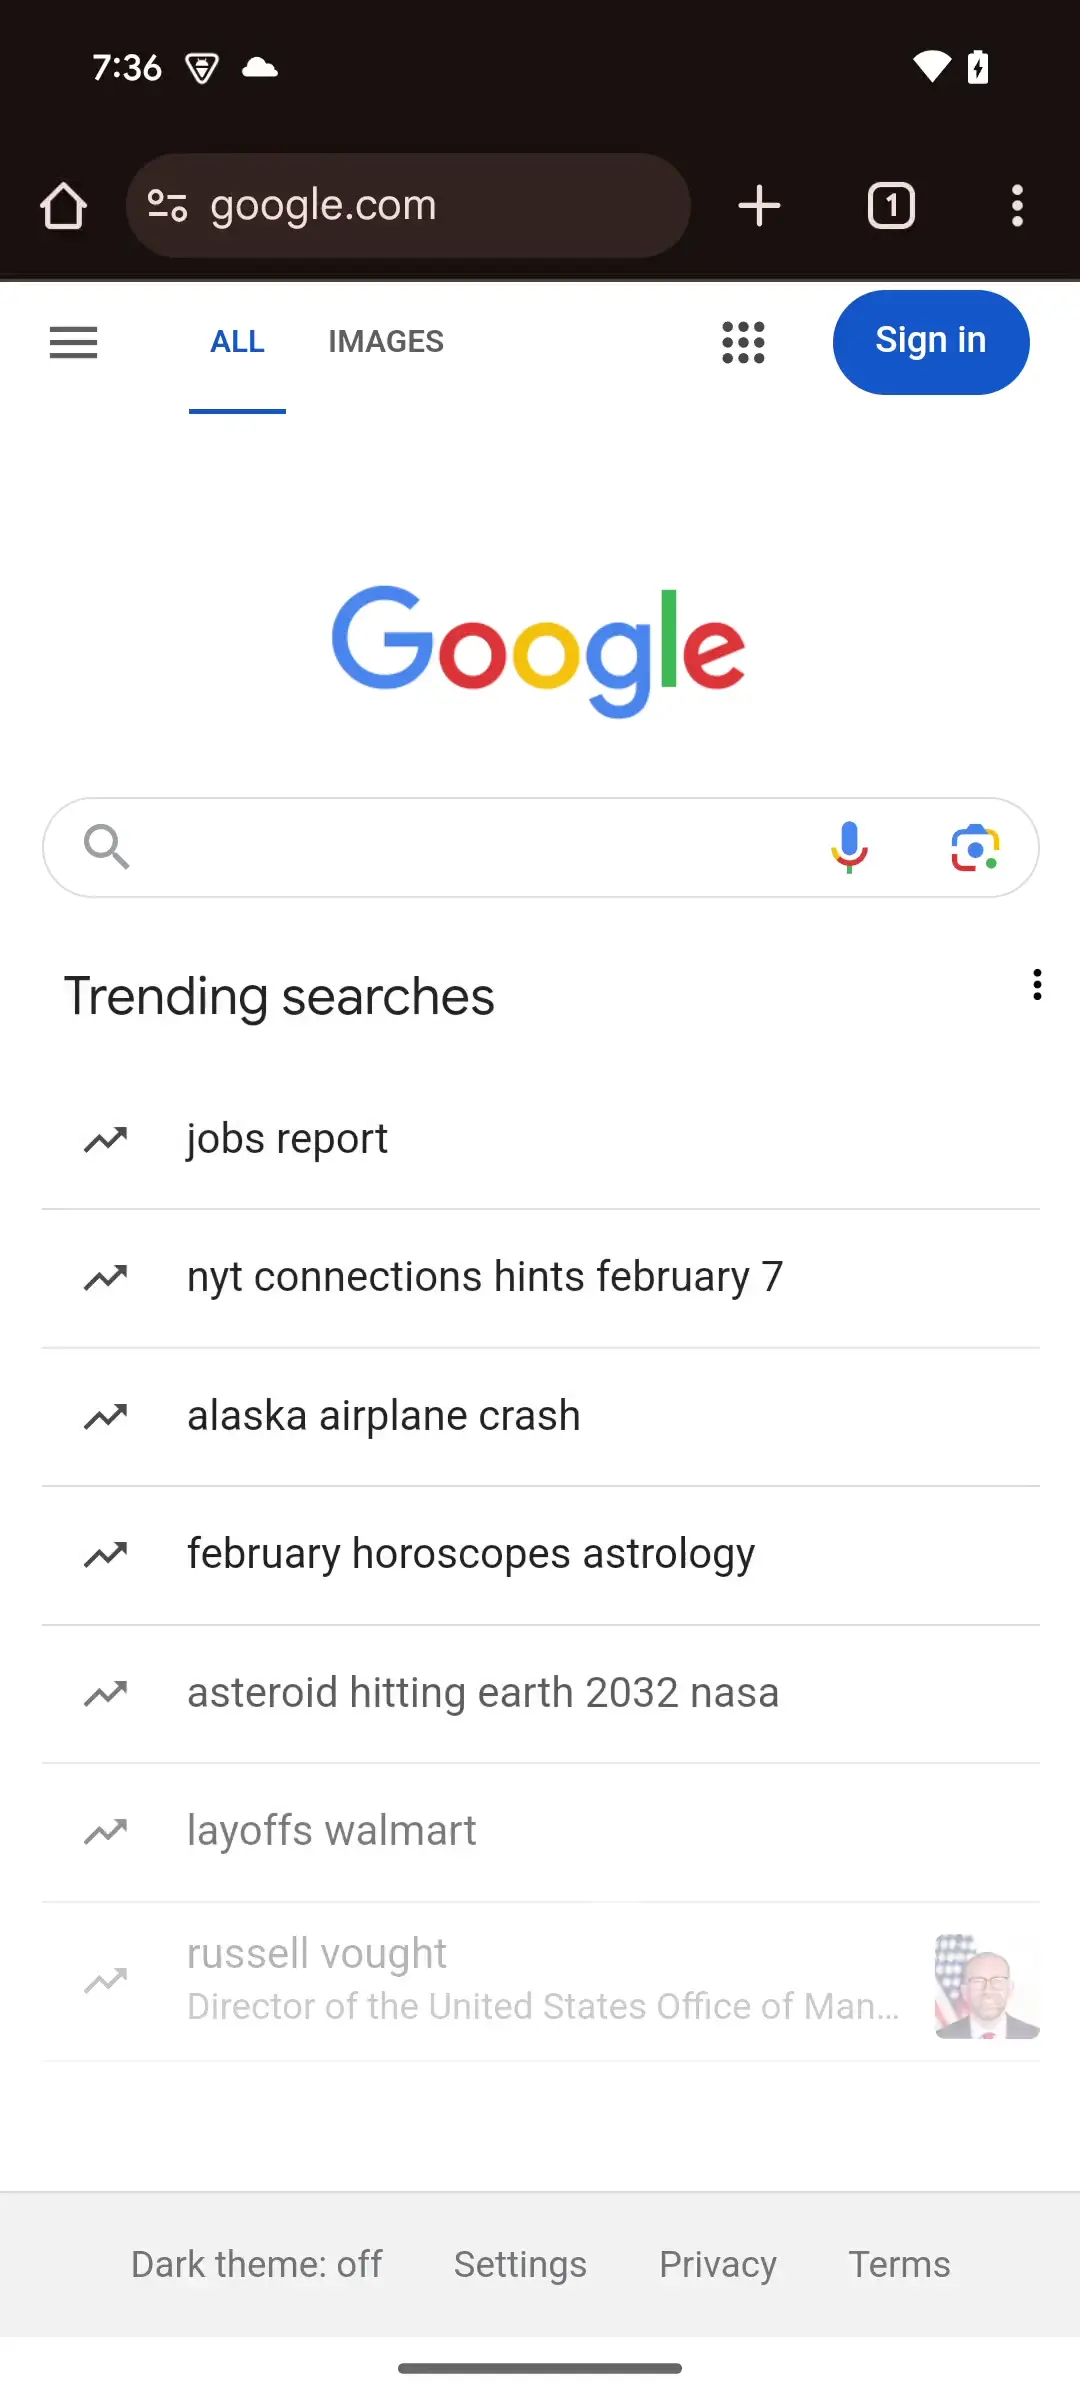 7:36
google.com
1
ALL
IMAGES
Sign in
Google
Trending searches
jobs report
nyt connections hints february 7
alaska airplane crash
february horoscopes astrology
asteroid hitting earth 2032 nasa
layoffs walmart
russell vought
Director of the United States Office of Man...
Dark theme: off
Settings
Privacy
Terms